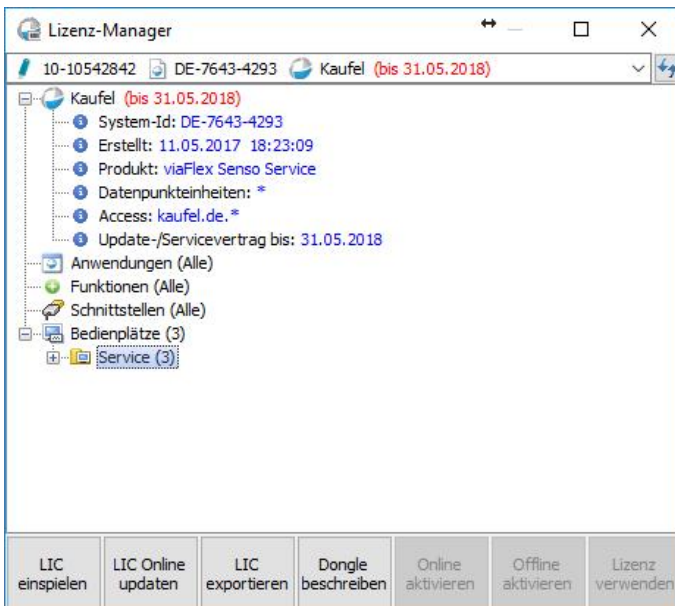 Lizenz-Manager
10-10542842 DE-7643-4293 Kaufel (bis 31.05.2018)
Kaufel (bis 31.05.2018)
System-Id: DE-7643-4293
Erstellt: 11.05.2017 18:23:09
Produkt: viaFlex Senso Service
Datenpunkteinheiten: *
Access: kaufel.de.*
Update-/Servicevertrag bis: 31.05.2018
Anwendungen (Alle)
Funktionen (Alle)
Schnittstellen (Alle)
Bedienplätze (3)
Service (3)
LIC einspielen
LIC Online updaten
LIC exportieren
Dongle beschreiben
Online aktivieren
Offline aktivieren
Lizenz verwenden